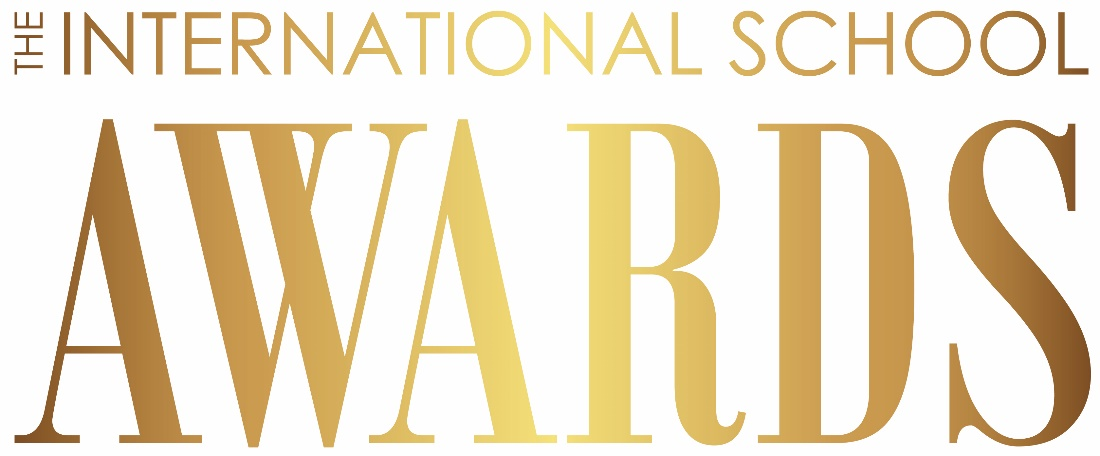 THE INTERNATIONAL SCHOOL
AWARDS